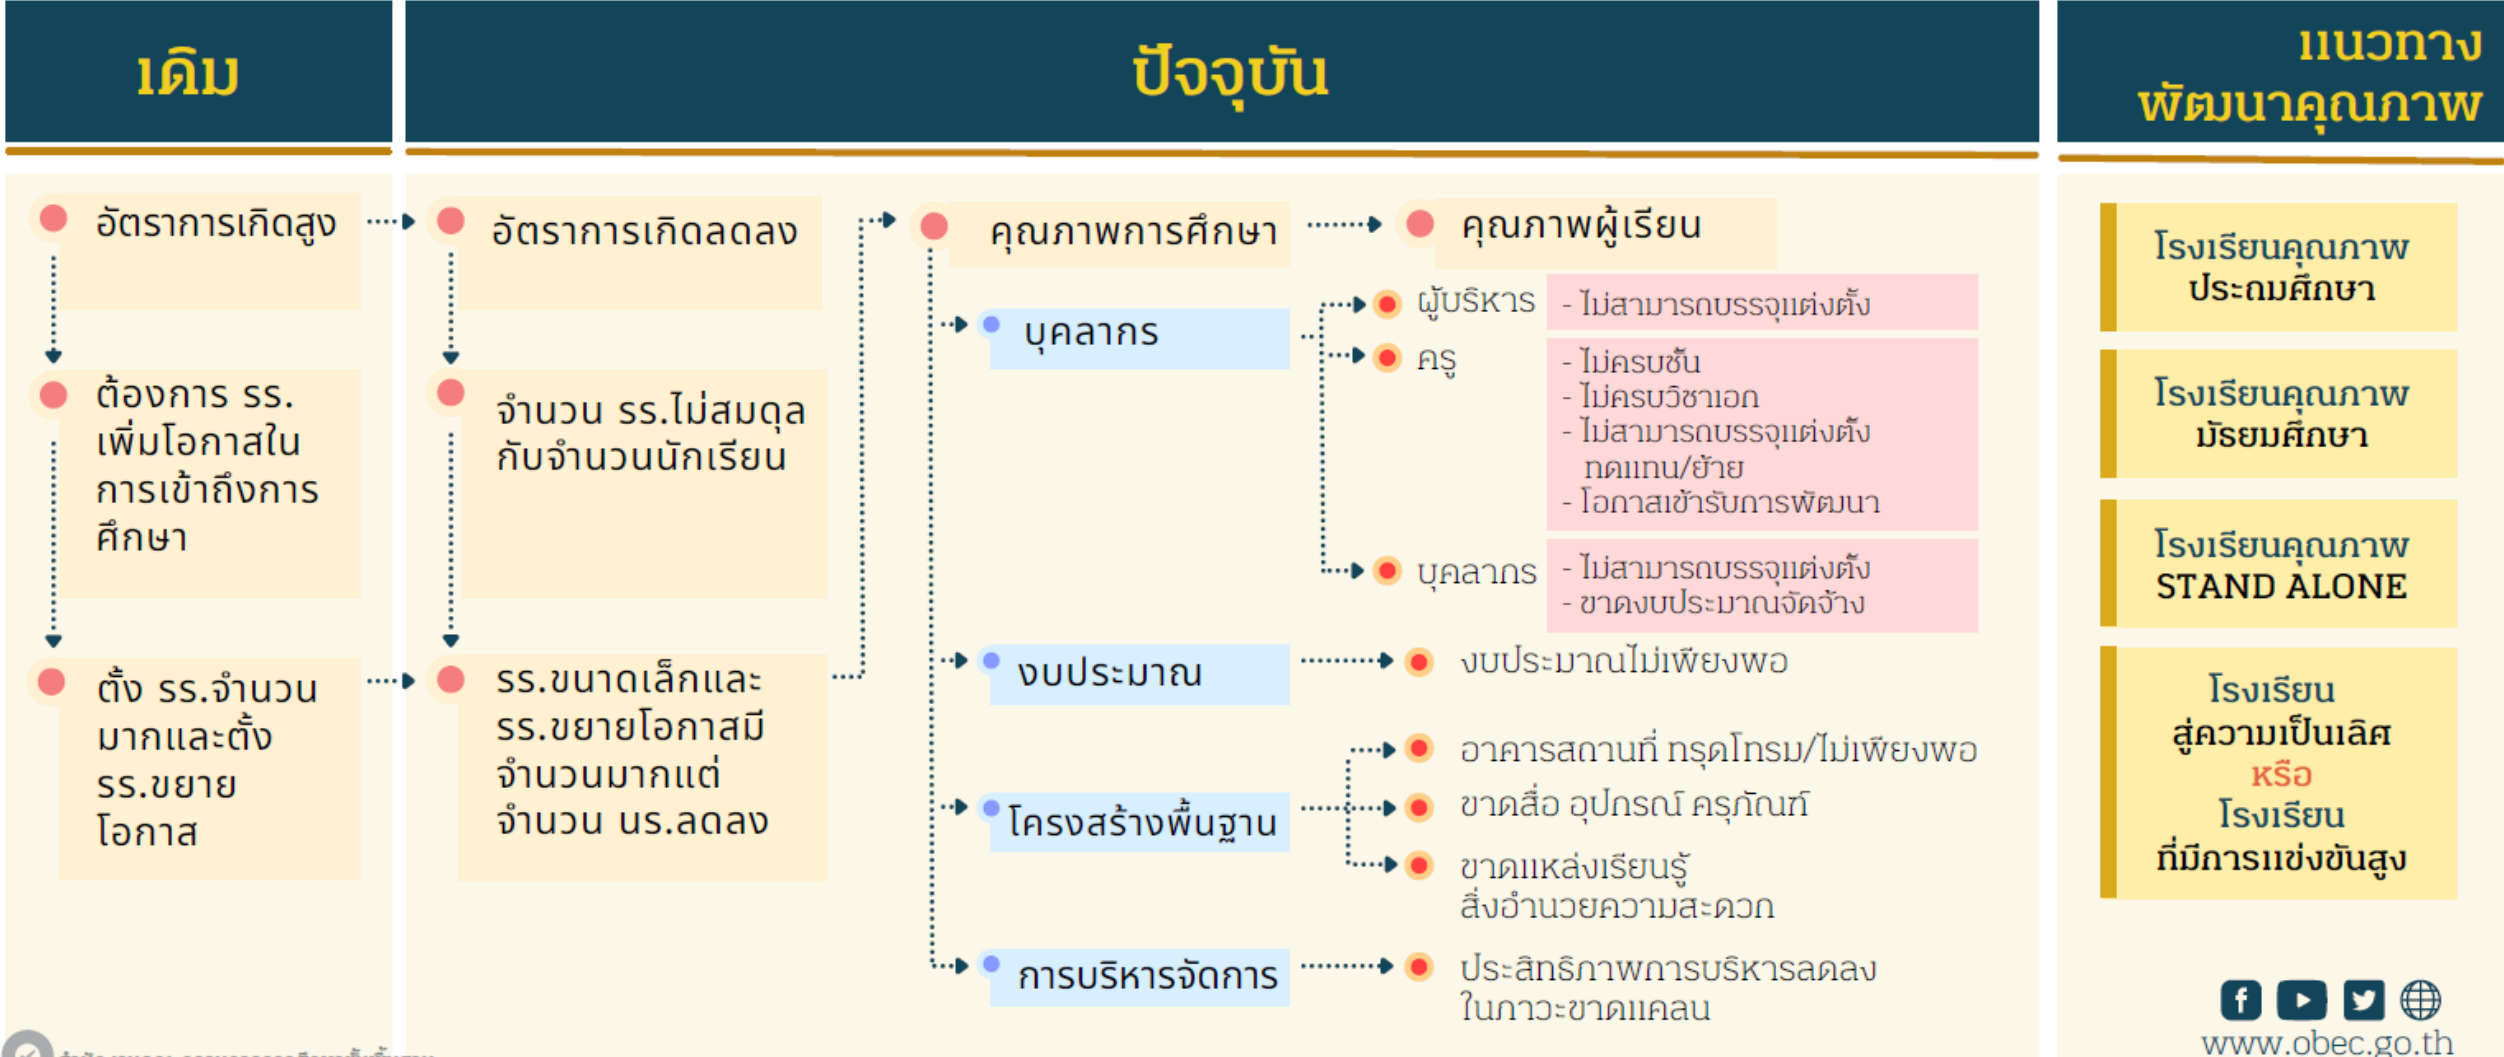 เดิม
ปัจจุบัน
แนวทาง
พัฒนาคุณภาพ
อัตราการเกิดสูง
ต้องการ รร.
เพิ่มโอกาสใน
การเข้าถึงการ
ศึกษา
ตั้ง รร.จำนวน
มากและตั้ง
รร.ขยาย
โอกาส
อัตราการเกิดลดลง
จำนวน รร.ไม่สมดุล
กับจำนวนนักเรียน
รร.ขนาดเล็กและ
รร.ขยายโอกาสมี
จำนวนมากแต่
จำนวน นร.ลดลง
คุณภาพการศึกษา
คุณภาพผู้เรียน
บุคลากร
ผู้บริหาร
- ไม่สามารถบรรจุแต่งตั้ง
ครู
- ไม่ครบชั้น
- ไม่ครบวิชาเอก
- ไม่สามารถบรรจุแต่งตั้ง
ทดแทน/ย้าย
- โอกาสเข้ารับการพัฒนา
บุคลากร
- ไม่สามารถบรรจุแต่งตั้ง
- ขาดงบประมาณจัดจ้าง
งบประมาณ
งบประมาณไม่เพียงพอ
โครงสร้างพื้นฐาน
อาคารสถานที่ ทรุดโทรม/ไม่เพียงพอ
ขาดสื่อ อุปกรณ์ ครุภัณฑ์
ขาดแหล่งเรียนรู้
สิ่งอำนวยความสะดวก
การบริหารจัดการ
ประสิทธิภาพการบริหารลดลง
ในภาวะขาดแคลน
โรงเรียนคุณภาพ
ประถมศึกษา
โรงเรียนคุณภาพ
มัธยมศึกษา
โรงเรียนคุณภาพ
STAND ALONE
โรงเรียน
สู่ความเป็นเลิศ
หรือ
โรงเรียน
ที่มีการแข่งขันสูง
www.obec.go.th